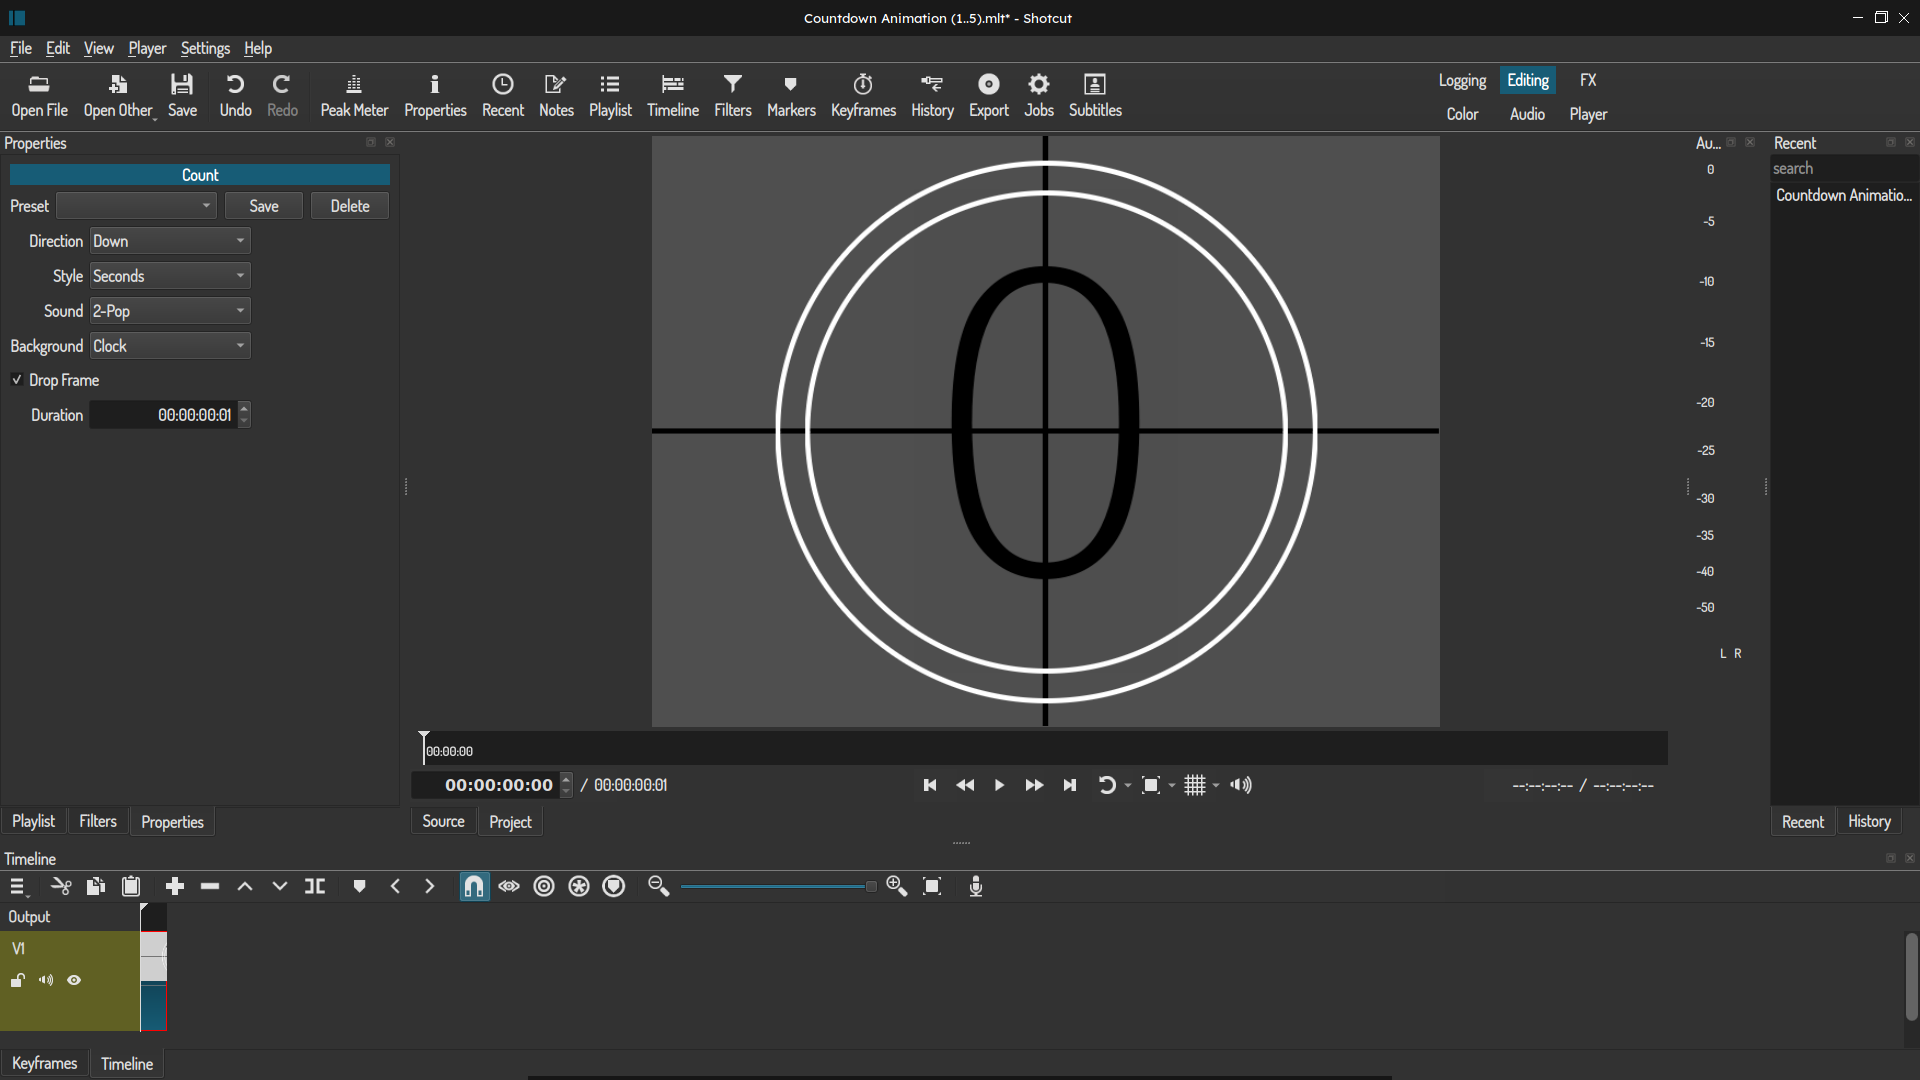 Countdown Animation (1..5).mlt* - Shotcut
File Edit View Player Settings Help
Open File Open Other Save Undo Redo Peak Meter Properties Recent Notes Playlist Timeline Filters Markers Keyframes History Export Jobs Subtitles
Logging Editing FX
Color Audio Player
Properties
Count
Preset Save Delete
Direction Down
Style Seconds
Sound 2-Pop
Background Clock
Drop Frame
Duration 00:00:00:01
Playlist Filters Properties
0
00:00:00
00:00:00:00 / 00:00:00:01
--:--:--:-- / --:--:--:--
Source Project
Au...
0
-5
-10
-15
-20
-25
-30
-35
-40
-50
L R
Recent
search
Countdown Animatio...
Recent History
Timeline
Output
V1
Keyframes Timeline